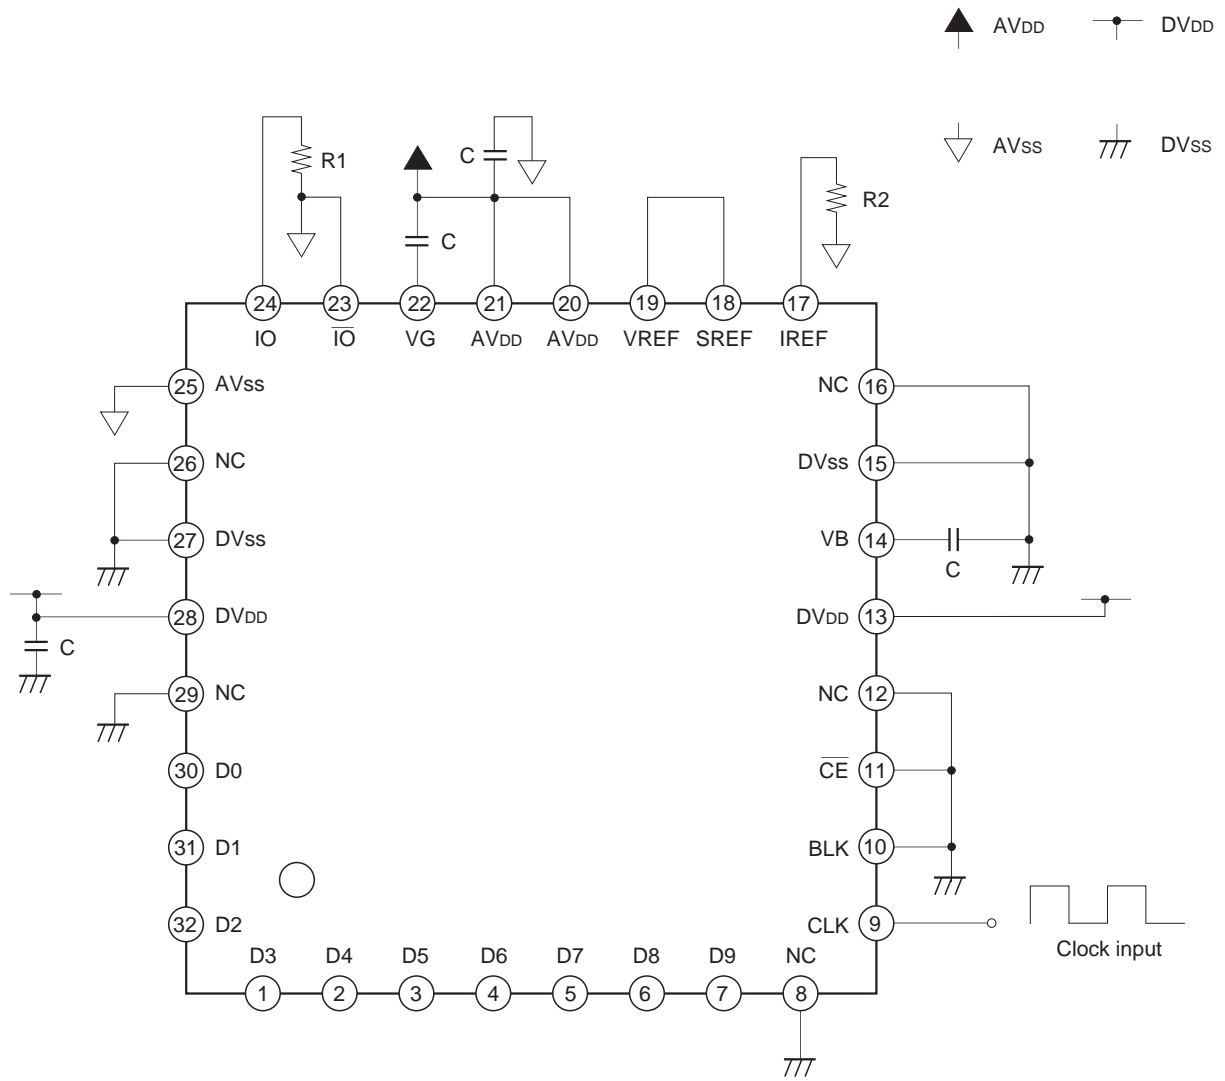 AVDD DVDD
AVSS DVSS
C
R1
R2
C
24 23 22 21 20 19 18 17
IO IO VG AVDD AVDD VREF SREF IREF
25 AVSS
NC 16
26 NC
DVSS 15
27 DVSS
VB 14
C
28 DVDD
DVDD 13
C
29 NC
NC 12
30 D0
CE 11
31 D1
BLK 10
32 D2
CLK 9
Clock input
D3 D4 D5 D6 D7 D8 D9 NC
1 2 3 4 5 6 7 8